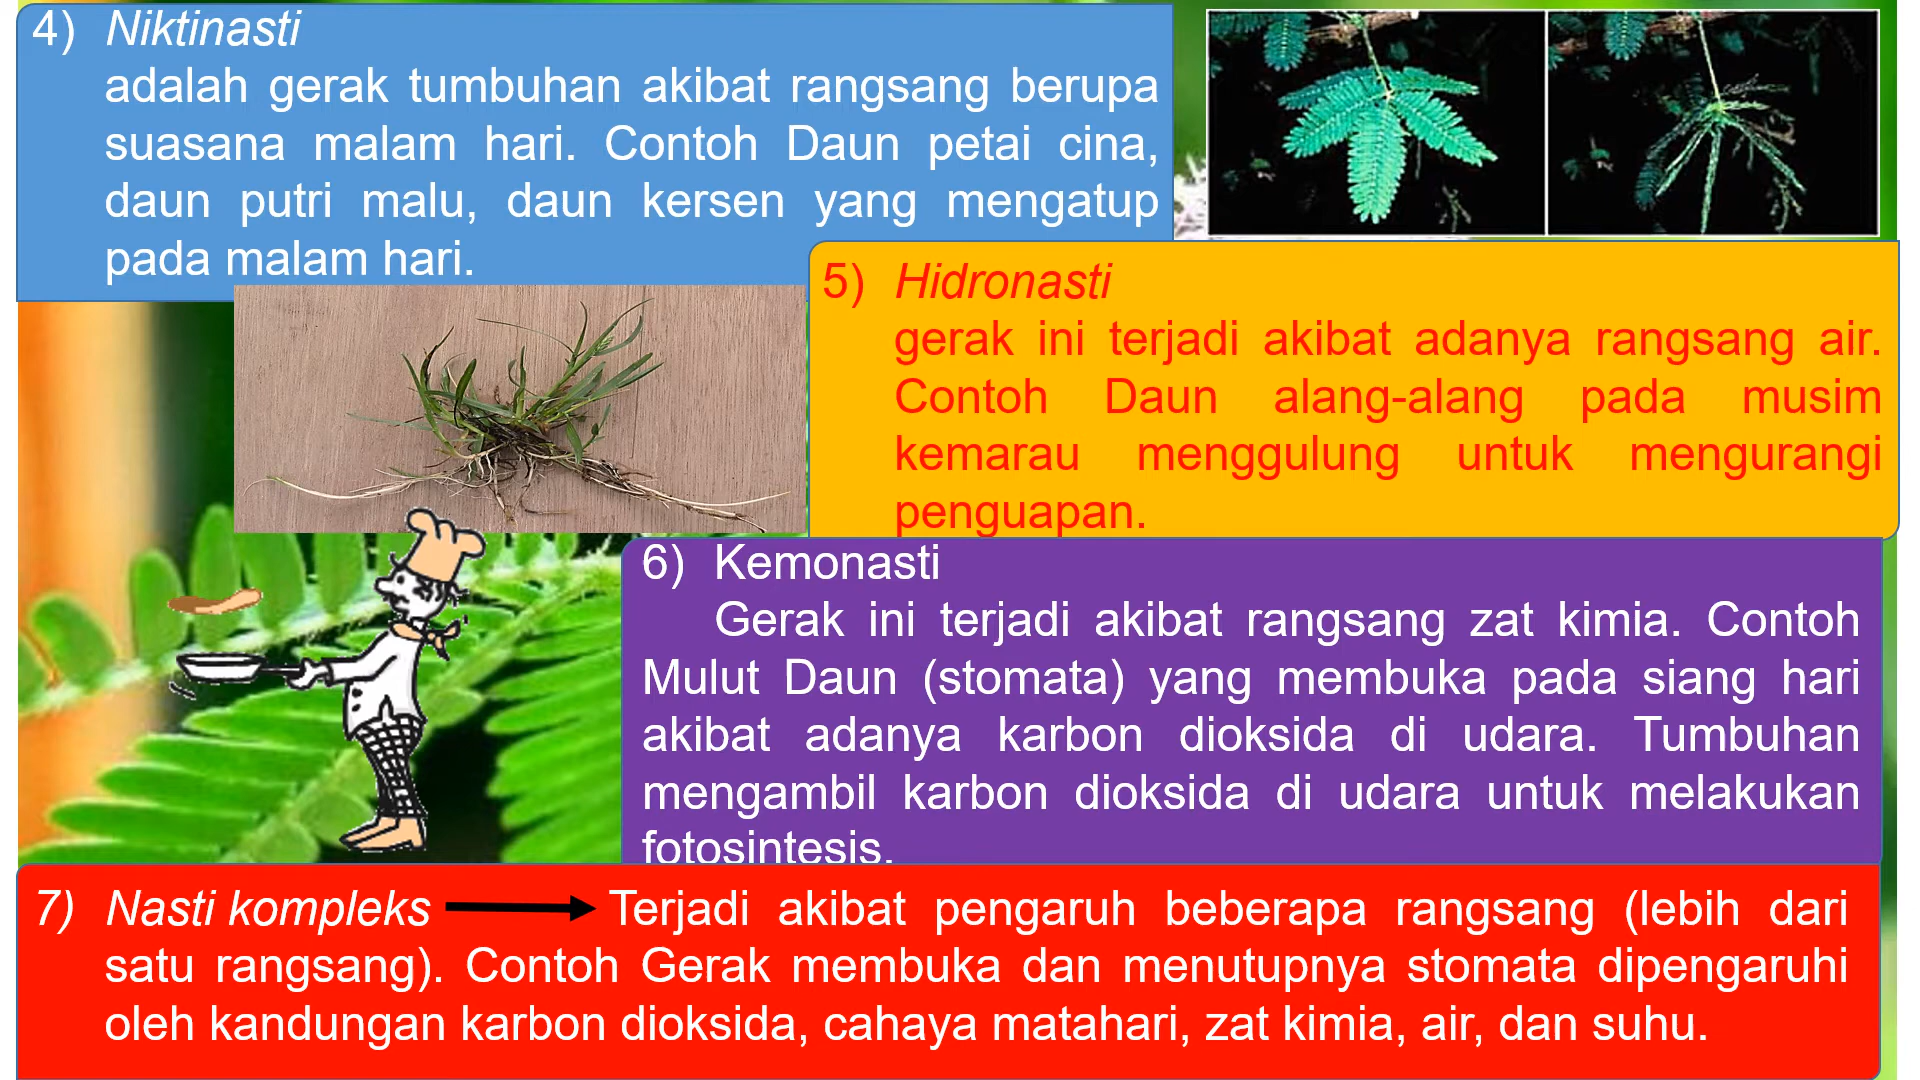 4) Niktinasti
adalah gerak tumbuhan akibat rangsang berupa
suasana malam hari. Contoh Daun petai cina,
daun putri malu, daun kersen yang mengatup
pada malam hari.
5) Hidronasti
gerak ini terjadi akibat adanya rangsang air.
Contoh Daun alang-alang pada musim
kemarau menggulung untuk mengurangi
penguapan.
6) Kemonasti
Gerak ini terjadi akibat rangsang zat kimia. Contoh
Mulut Daun (stomata) yang membuka pada siang hari
akibat adanya karbon dioksida di udara. Tumbuhan
mengambil karbon dioksida di udara untuk melakukan
fotosintesis.
7) Nasti kompleks Terjadi akibat pengaruh beberapa rangsang (lebih dari
satu rangsang). Contoh Gerak membuka dan menutupnya stomata dipengaruhi
oleh kandungan karbon dioksida, cahaya matahari, zat kimia, air, dan suhu.